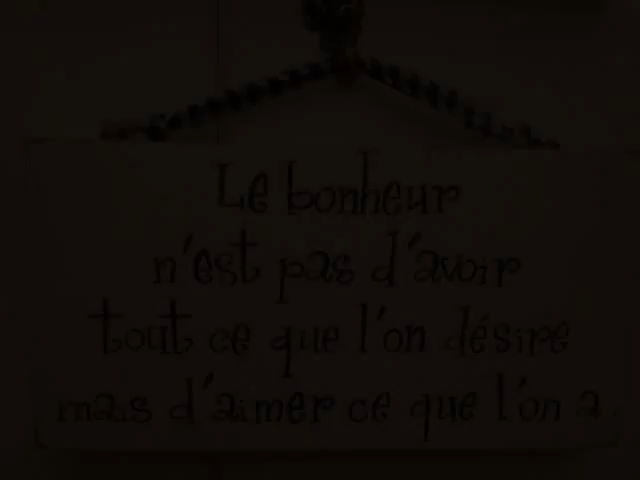 Le bonheur
n'est pas d'avoir
tout ce que l'on désire
mais d'aimer ce que l'on a.